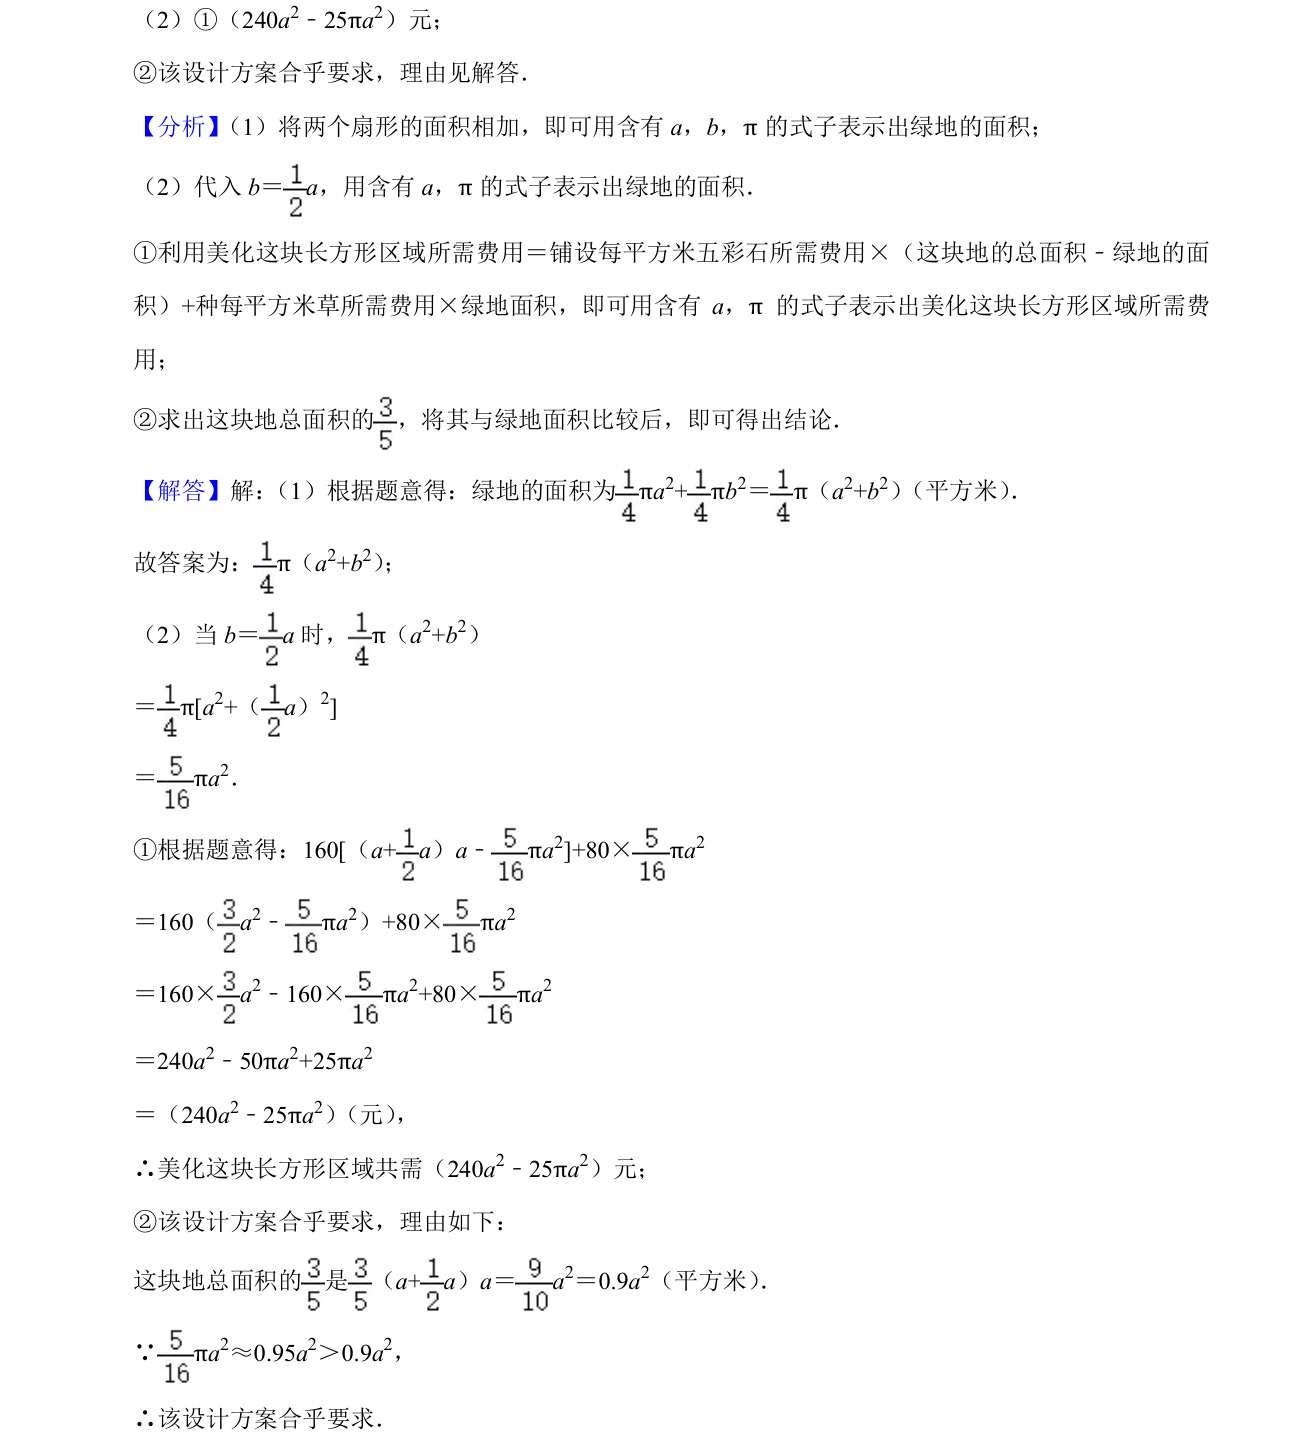 （2）①（240a²﹣25πa²）元；
②该设计方案合乎要求，理由见解答．
【分析】（1）将两个扇形的面积相加，即可用含有 a，b，π 的式子表示出绿地的面积；
（2）代入 b＝1/2a，用含有 a，π 的式子表示出绿地的面积．
①利用美化这块长方形区域所需费用＝铺设每平方米五彩石所需费用×（这块地的总面积﹣绿地的面
积）+种每平方米草所需费用×绿地面积，即可用含有 a，π 的式子表示出美化这块长方形区域所需费
用；
②求出这块地总面积的3/5，将其与绿地面积比较后，即可得出结论．
【解答】解：（1）根据题意得：绿地的面积为1/4πa²+1/4πb²＝1/4π（a²+b²）（平方米）．
故答案为：1/4π（a²+b²）；
（2）当 b＝1/2a 时，1/4π（a²+b²）
＝1/4π[a²+（1/2a）²]
＝5/16πa²．
①根据题意得：160[（a+1/2a）a﹣5/16πa²]+80×5/16πa²
＝160（3/2a²﹣5/16πa²）+80×5/16πa²
＝160×3/2a²﹣160×5/16πa²+80×5/16πa²
＝240a²﹣50πa²+25πa²
＝（240a²﹣25πa²）（元），
∴美化这块长方形区域共需（240a²﹣25πa²）元；
②该设计方案合乎要求，理由如下：
这块地总面积的3/5是3/5（a+1/2a）a＝9/10a²＝0.9a²（平方米）．
∵5/16πa²≈0.95a²＞0.9a²，
∴该设计方案合乎要求．